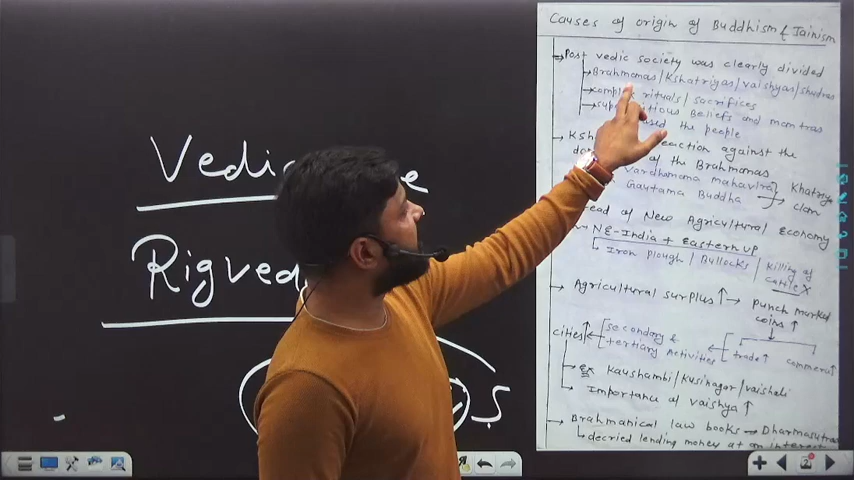 Causes of origin of Buddhism & Jainism
Post vedic society was clearly divided
Brahmanas/Kshatriyas/vaishyas/shudras
rituals/sacrifices
Beliefs and mantras
the people
reaction against the
of the Brahmanas
Vardhamana mahavira
Gautama Buddha
Khatriya
clan
of New Agricultural Economy
NE-India + Eastern up
Iron plough / Bullocks / Killing of
cattle X
Agricultural surplus ↑ → Punch marked
coins ↑
cities ↑
secondary &
tertiary Activities
trade ↑
commerce ↑
Ex Kaushambi/Kusinagar/vaishali
Importance of vaishya ↑
Brahmanical law books → Dharmasutras
decried lending money at an interest
Rigved
2